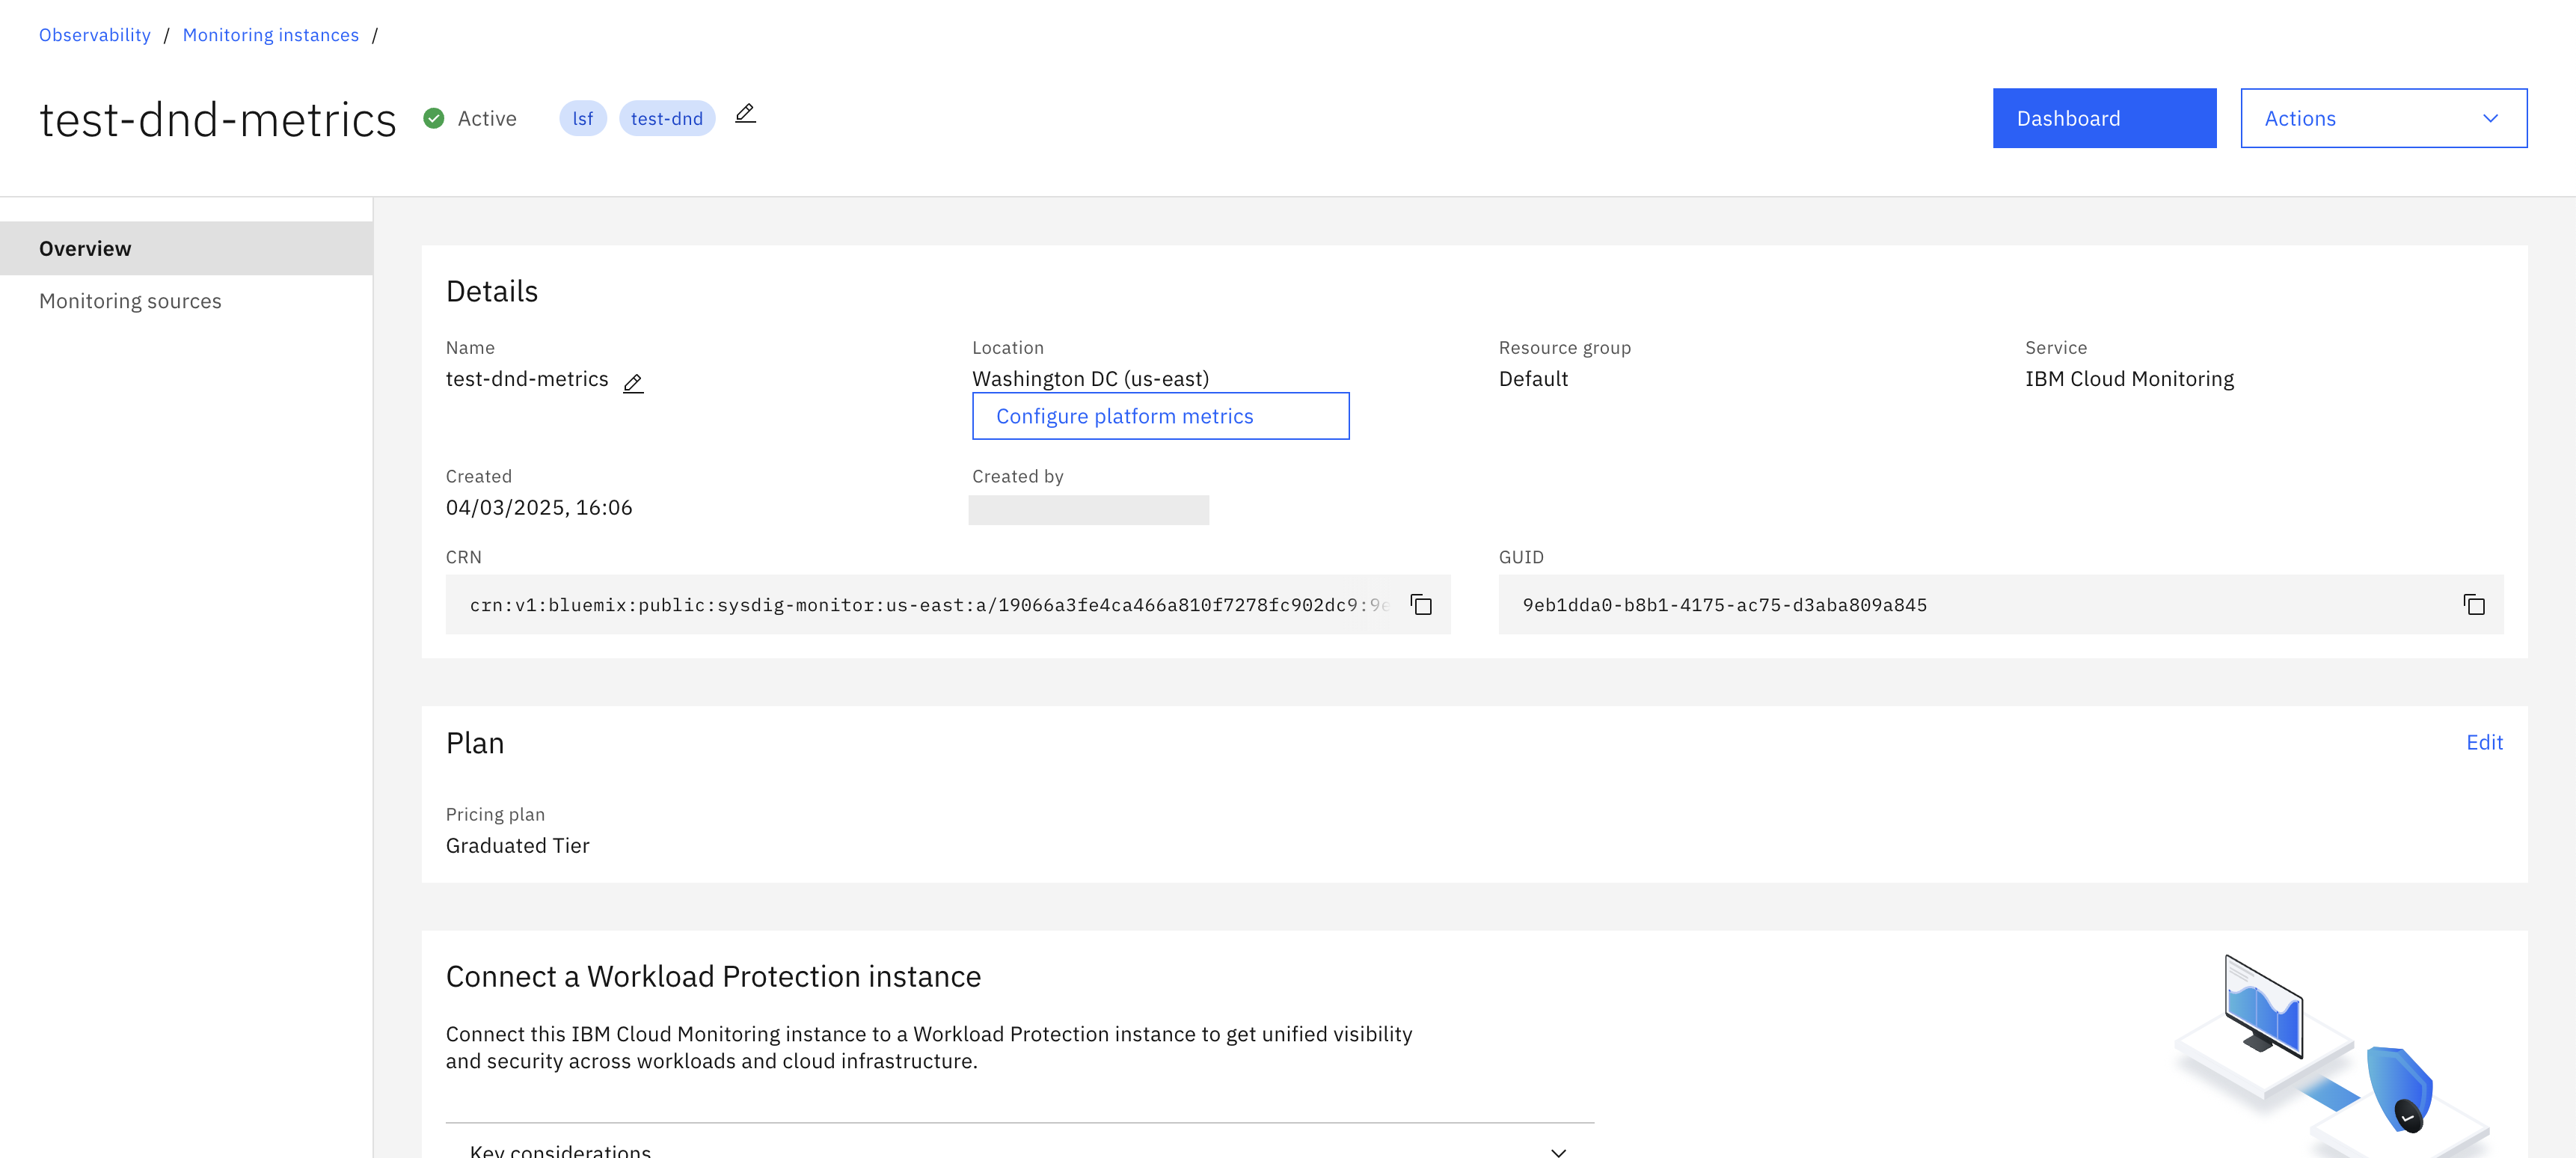 Observability / Monitoring instances /
test-dnd-metrics Active lsf test-dnd
Dashboard Actions
Overview
Monitoring sources
Details
Name Location Resource group Service
test-dnd-metrics Washington DC (us-east) Default IBM Cloud Monitoring
Configure platform metrics
Created Created by
04/03/2025, 16:06
CRN GUID
crn:v1:bluemix:public:sysdig-monitor:us-east:a/19066a3fe4ca466a810f7278fc902dc9:9e 9eb1dda0-b8b1-4175-ac75-d3aba809a845
Plan Edit
Pricing plan
Graduated Tier
Connect a Workload Protection instance
Connect this IBM Cloud Monitoring instance to a Workload Protection instance to get unified visibility
and security across workloads and cloud infrastructure.
Key considerations